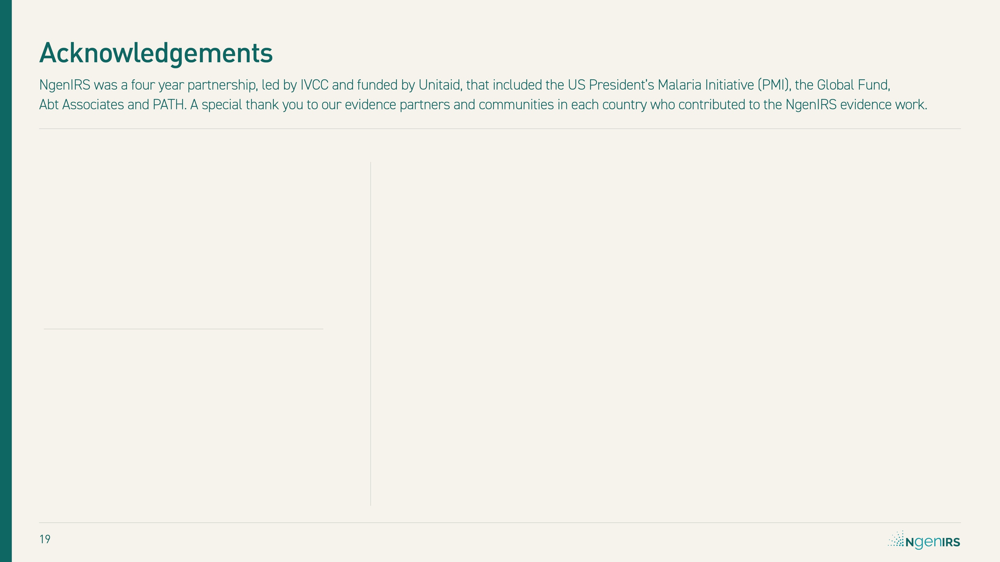 Acknowledgements
NgenIRS was a four year partnership, led by IVCC and funded by Unitaid, that included the US President’s Malaria Initiative (PMI), the Global Fund,
Abt Associates and PATH. A special thank you to our evidence partners and communities in each country who contributed to the NgenIRS evidence work.
19
NgenIRS